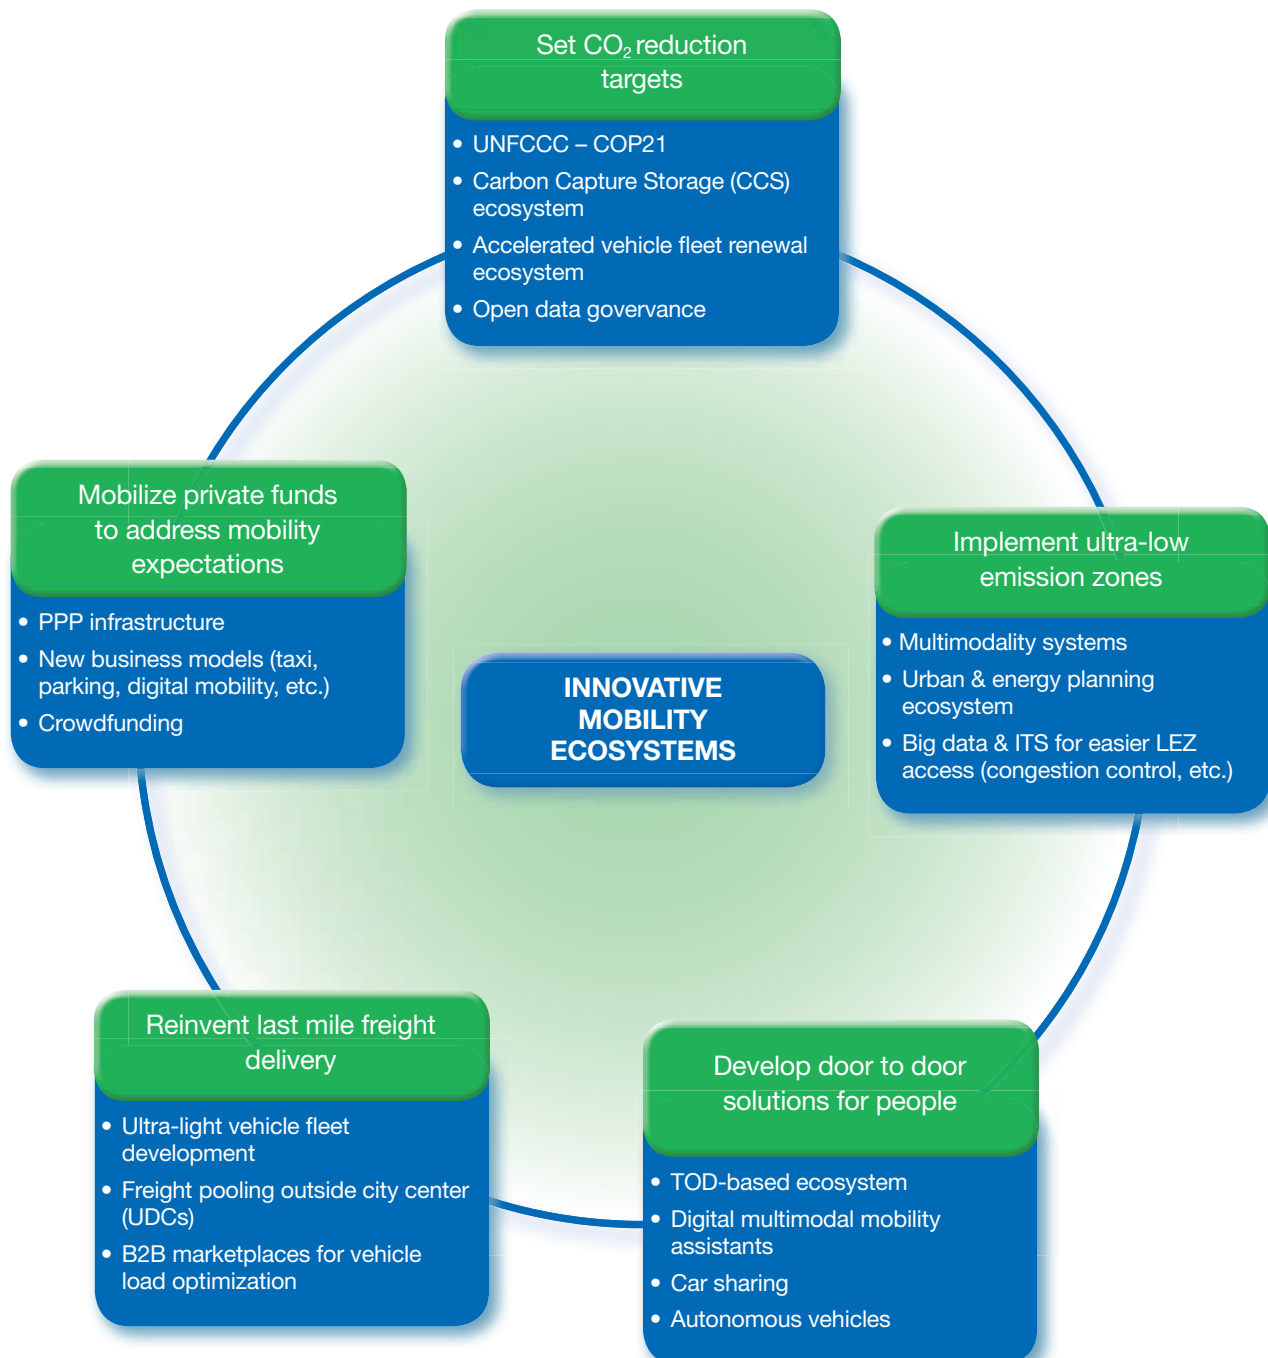 Set CO₂ reduction
targets
• UNFCCC – COP21
• Carbon Capture Storage (CCS)
ecosystem
• Accelerated vehicle fleet renewal
ecosystem
• Open data govervance
Mobilize private funds
to address mobility
expectations
• PPP infrastructure
• New business models (taxi,
parking, digital mobility, etc.)
• Crowdfunding
Implement ultra-low
emission zones
• Multimodality systems
• Urban & energy planning
ecosystem
• Big data & ITS for easier LEZ
access (congestion control, etc.)
INNOVATIVE
MOBILITY
ECOSYSTEMS
Reinvent last mile freight
delivery
• Ultra-light vehicle fleet
development
• Freight pooling outside city center
(UDCs)
• B2B marketplaces for vehicle
load optimization
Develop door to door
solutions for people
• TOD-based ecosystem
• Digital multimodal mobility
assistants
• Car sharing
• Autonomous vehicles